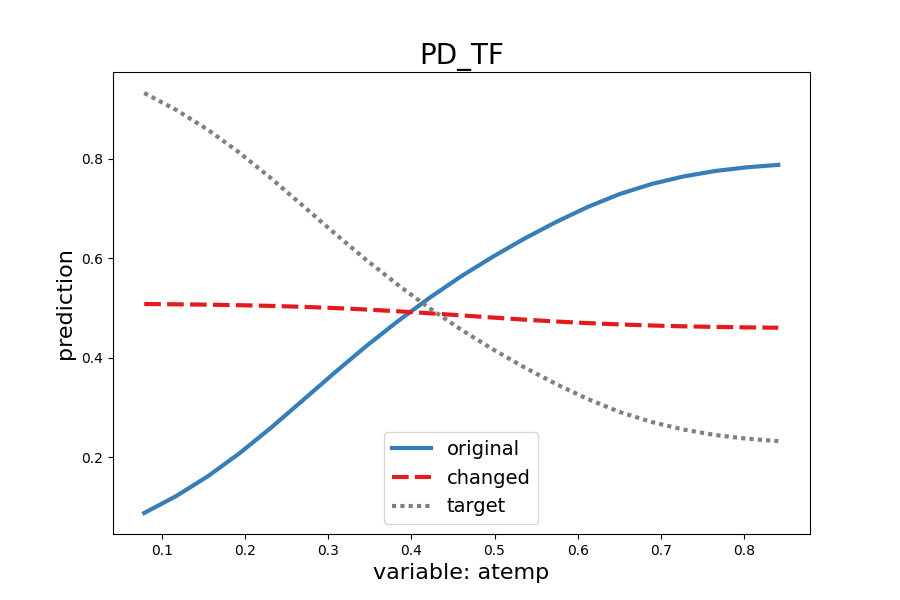 PD_TF
prediction
0.8
0.6
0.4
0.2
original
changed
target
0.1 0.2 0.3 0.4 0.5 0.6 0.7 0.8
variable: atemp